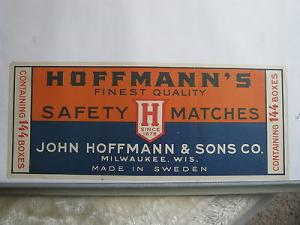 HOFFMANN'S
FINEST QUALITY
SAFETY MATCHES
H
SINCE
1878
JOHN HOFFMANN & SONS CO.
MILWAUKEE, WIS.
MADE IN SWEDEN
CONTAINING 144 BOXES
CONTAINING 144 BOXES